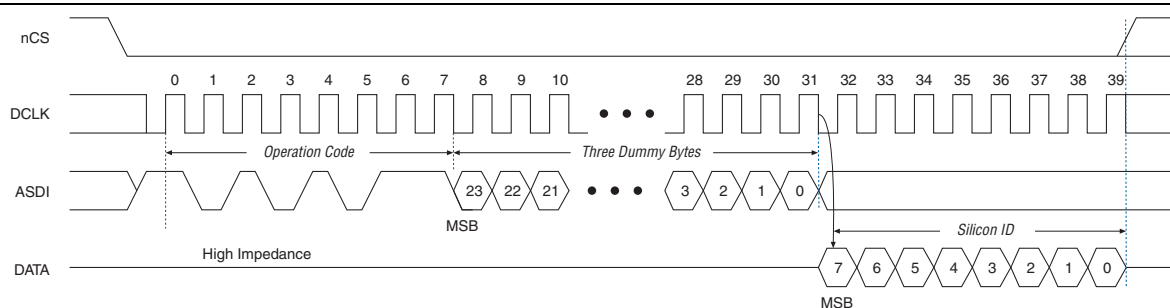 nCS
0 1 2 3 4 5 6 7 8 9 10 28 29 30 31 32 33 34 35 36 37 38 39
DCLK
Operation Code
Three Dummy Bytes
ASDI
23 22 21 3 2 1 0
MSB
Silicon ID
High Impedance
DATA
7 6 5 4 3 2 1 0
MSB